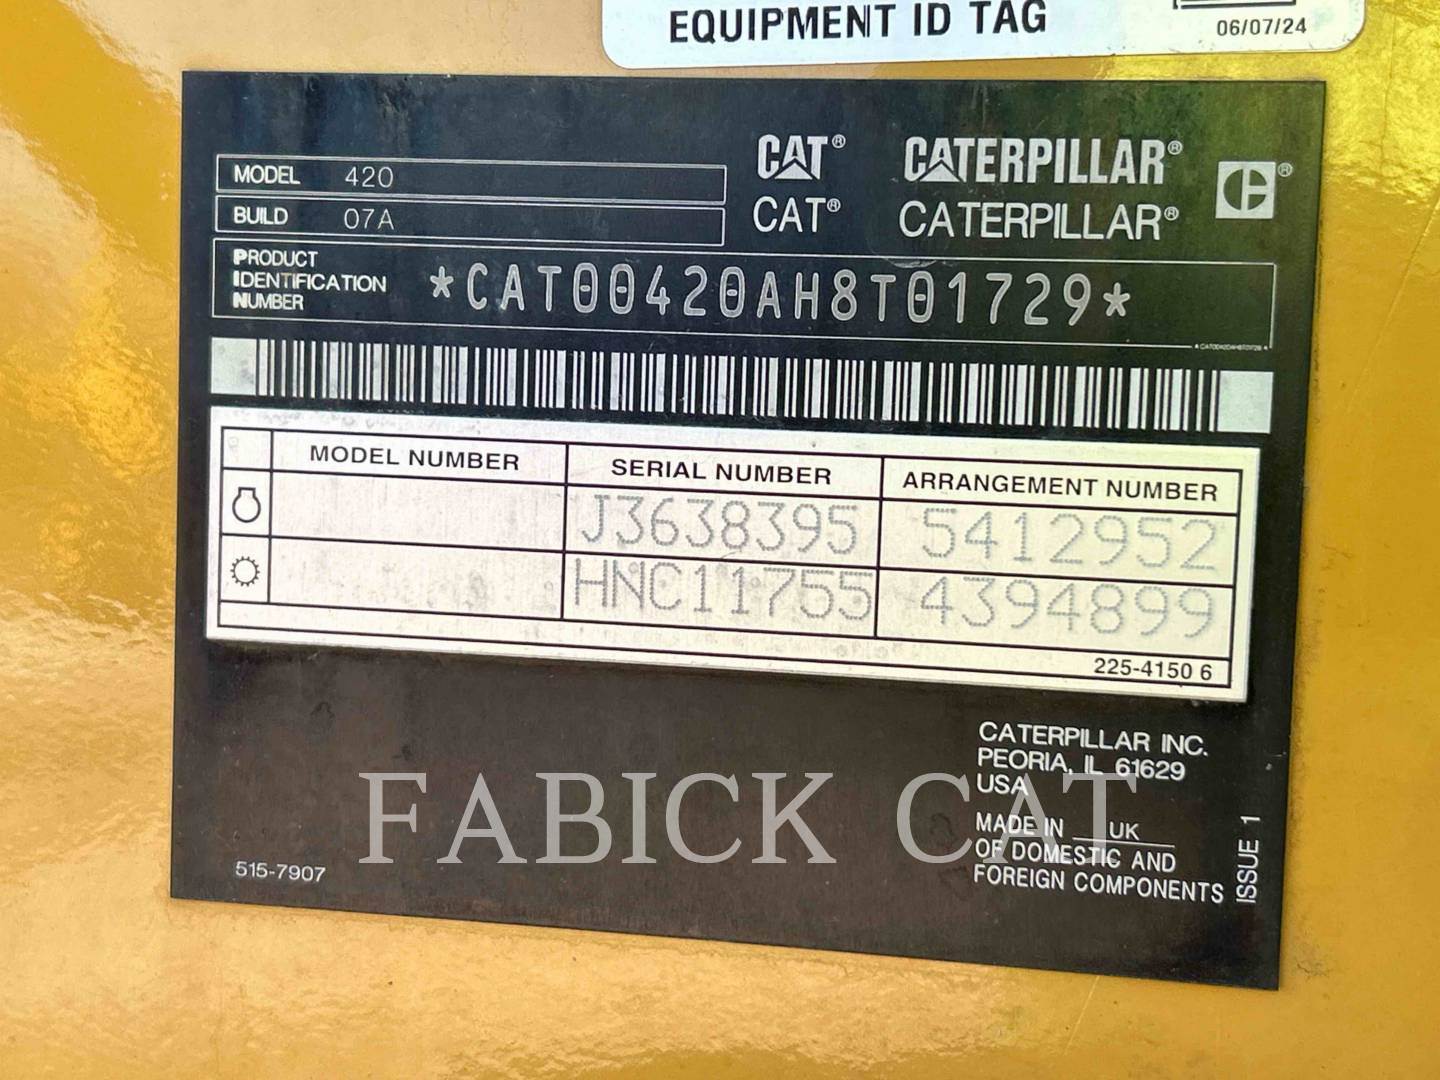 EQUIPMENT ID TAG
06/07/24
MODEL 420
BUILD 07A
CAT® CATERPILLAR® ®
CAT® CATERPILLAR®
PRODUCT
IDENTIFICATION
NUMBER
*CAT00420AH8T01729*
*CAT00420AH8T01729*
MODEL NUMBER SERIAL NUMBER ARRANGEMENT NUMBER
J3638395 5412952
HNC11755 4394899
225-4150 6
CATERPILLAR INC.
PEORIA, IL 61629
USA
MADE IN UK
OF DOMESTIC AND
FOREIGN COMPONENTS
ISSUE 1
515-7907
FABICK CAT